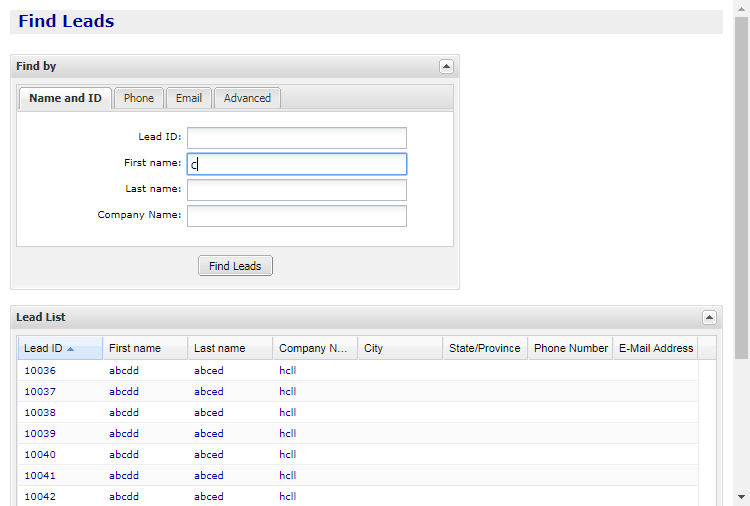 Find Leads
Find by
Name and ID Phone Email Advanced
Lead ID:
First name: c
Last name:
Company Name:
Find Leads
Lead List
Lead ID First name Last name Company N... City State/Province Phone Number E-Mail Address
10036 abcdd abced hcll
10037 abcdd abced hcll
10038 abcdd abced hcll
10039 abcdd abced hcll
10040 abcdd abced hcll
10041 abcdd abced hcll
10042 abcdd abced hcll